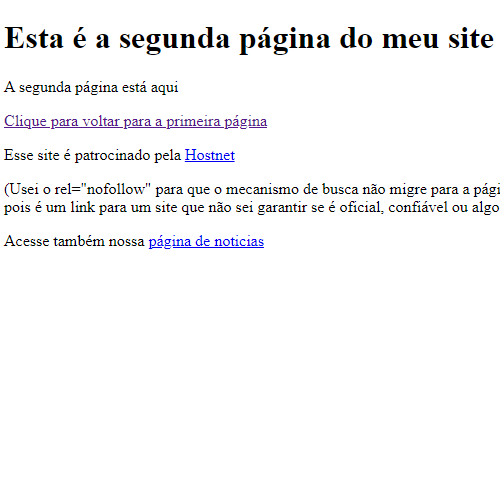 Esta é a segunda página do meu site
A segunda página está aqui
Clique para voltar para a primeira página
Esse site é patrocinado pela Hostnet
(Usei o rel="nofollow" para que o mecanismo de busca não migre para a pági
pois é um link para um site que não sei garantir se é oficial, confiável ou algo
Acesse também nossa página de noticias